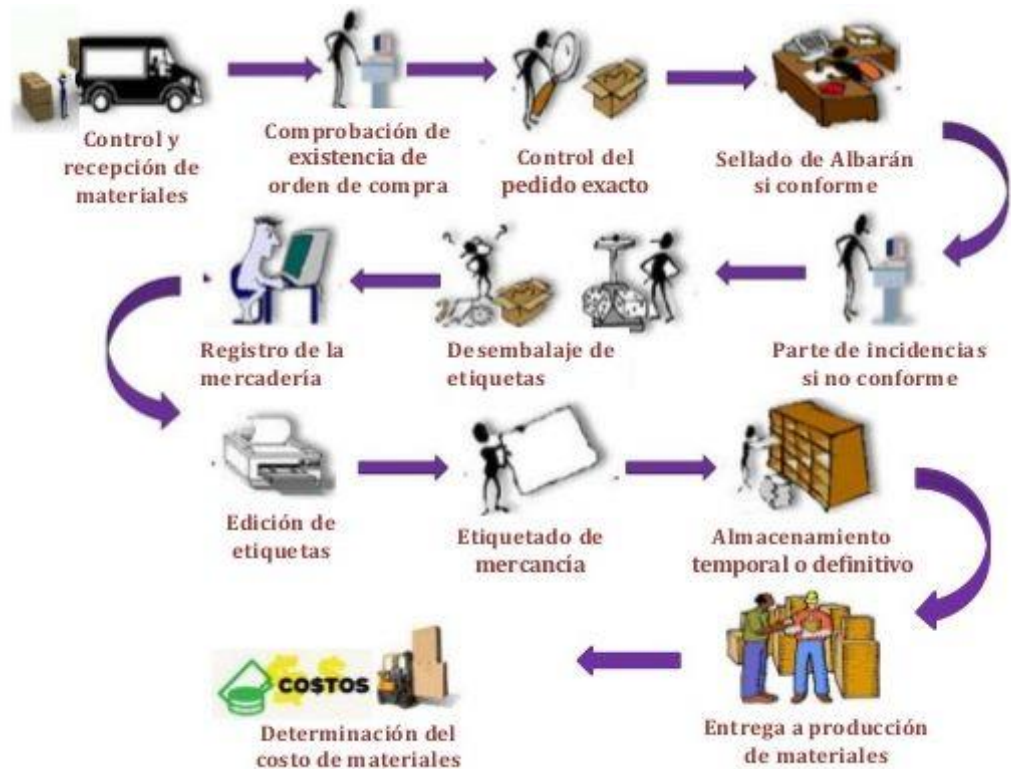 Control y
recepción de
materiales
Comprobación de
existencia de
orden de compra
Control del
pedido exacto
Sellado de Albarán
si conforme
Parte de incidencias
si no conforme
Desembalaje de
etiquetas
Registro de la
mercadería
Edición de
etiquetas
Etiquetado de
mercancía
Almacenamiento
temporal o definitivo
Entrega a producción
de materiales
COSTOS
Determinación del
costo de materiales